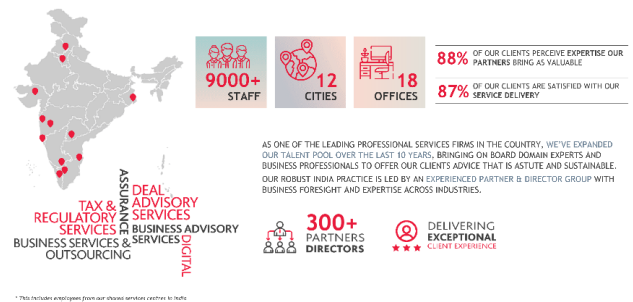 9000+
STAFF
12
CITIES
18
OFFICES
88%
OF OUR CLIENTS PERCEIVE EXPERTISE OUR
PARTNERS BRING AS VALUABLE
87%
OF OUR CLIENTS ARE SATISFIED WITH OUR
SERVICE DELIVERY
AS ONE OF THE LEADING PROFESSIONAL SERVICES FIRMS IN THE COUNTRY, WE'VE EXPANDED
OUR TALENT POOL OVER THE LAST 10 YEARS, BRINGING ON BOARD DOMAIN EXPERTS AND
BUSINESS PROFESSIONALS TO OFFER OUR CLIENTS ADVICE THAT IS ASTUTE AND SUSTAINABLE.
OUR ROBUST INDIA PRACTICE IS LED BY AN EXPERIENCED PARTNER & DIRECTOR GROUP WITH
BUSINESS FORESIGHT AND EXPERTISE ACROSS INDUSTRIES.
TAX &
REGULATORY
SERVICES
BUSINESS SERVICES &
OUTSOURCING
ASSURANCE
DEAL
ADVISORY
SERVICES
BUSINESS ADVISORY
SERVICES
DIGITAL
300+
PARTNERS
DIRECTORS
DELIVERING
EXCEPTIONAL
CLIENT EXPERIENCE
* This includes employees from our shared services centres in India